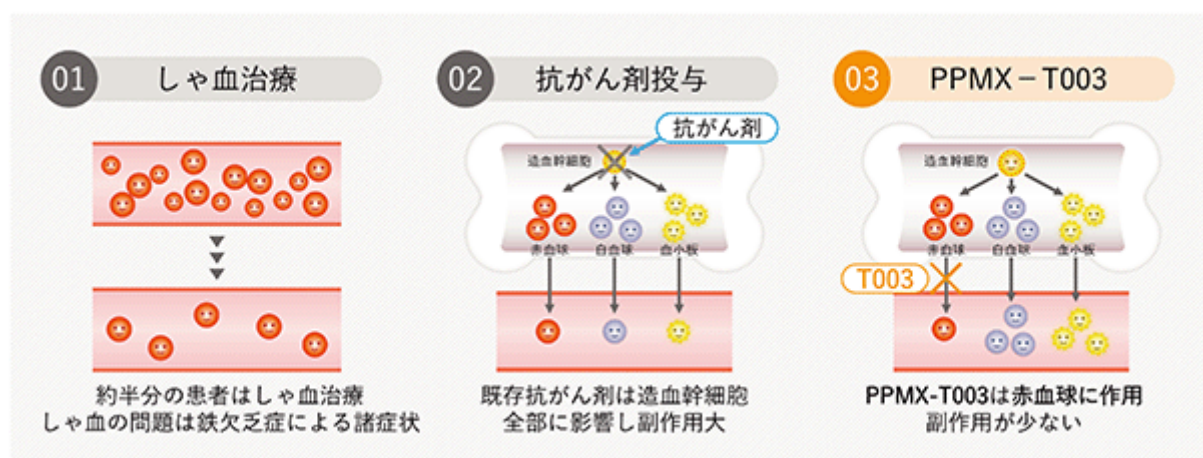 01 しゃ血治療
約半分の患者はしゃ血治療
しゃ血の問題は鉄欠乏症による諸症状
02 抗がん剤投与
抗がん剤
造血幹細胞
赤血球 白血球 血小板
既存抗がん剤は造血幹細胞
全部に影響し副作用大
03 PPMX−T003
造血幹細胞
赤血球 白血球 血小板
T003
PPMX-T003は赤血球に作用
副作用が少ない